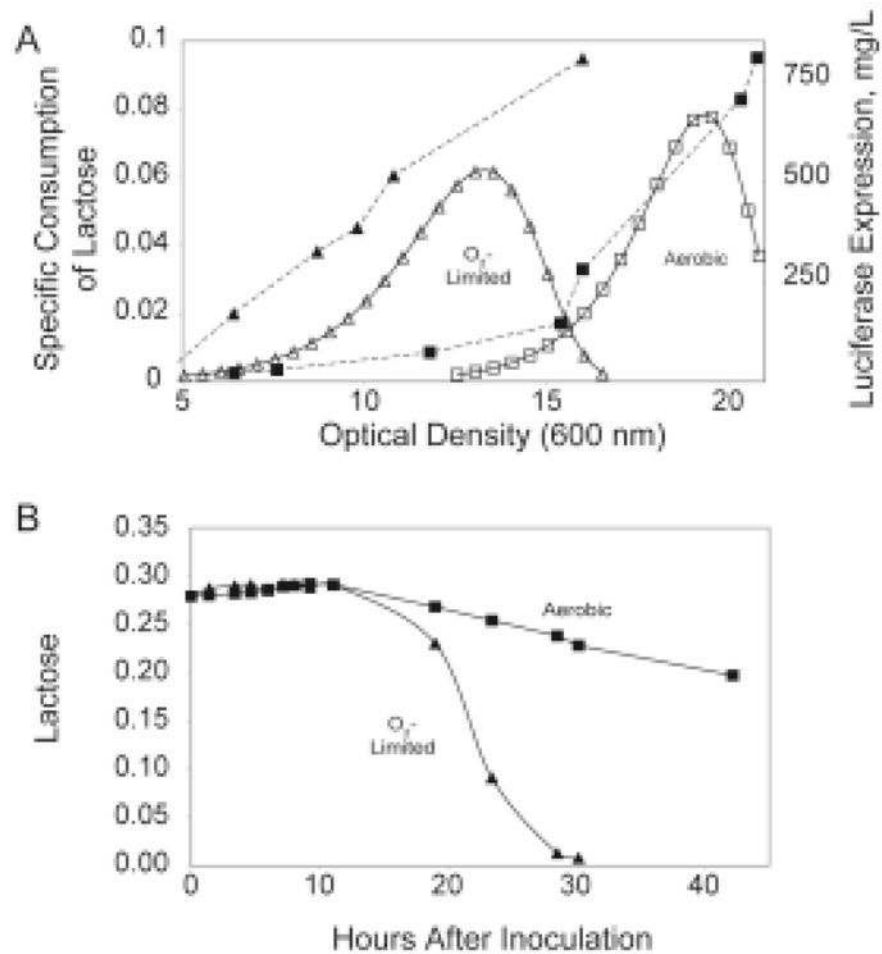 A
Specific Consumption
of Lactose
0.1
0.08
0.06
0.04
0.02
0
5
10
15
20
Optical Density (600 nm)
750
500
250
Luciferase Expression, mg/L
O₂-
Limited
Aerobic
B
Lactose
0.35
0.30
0.25
0.20
0.15
0.10
0.05
0.00
0
10
20
30
40
Hours After Inoculation
Aerobic
O₂-
Limited